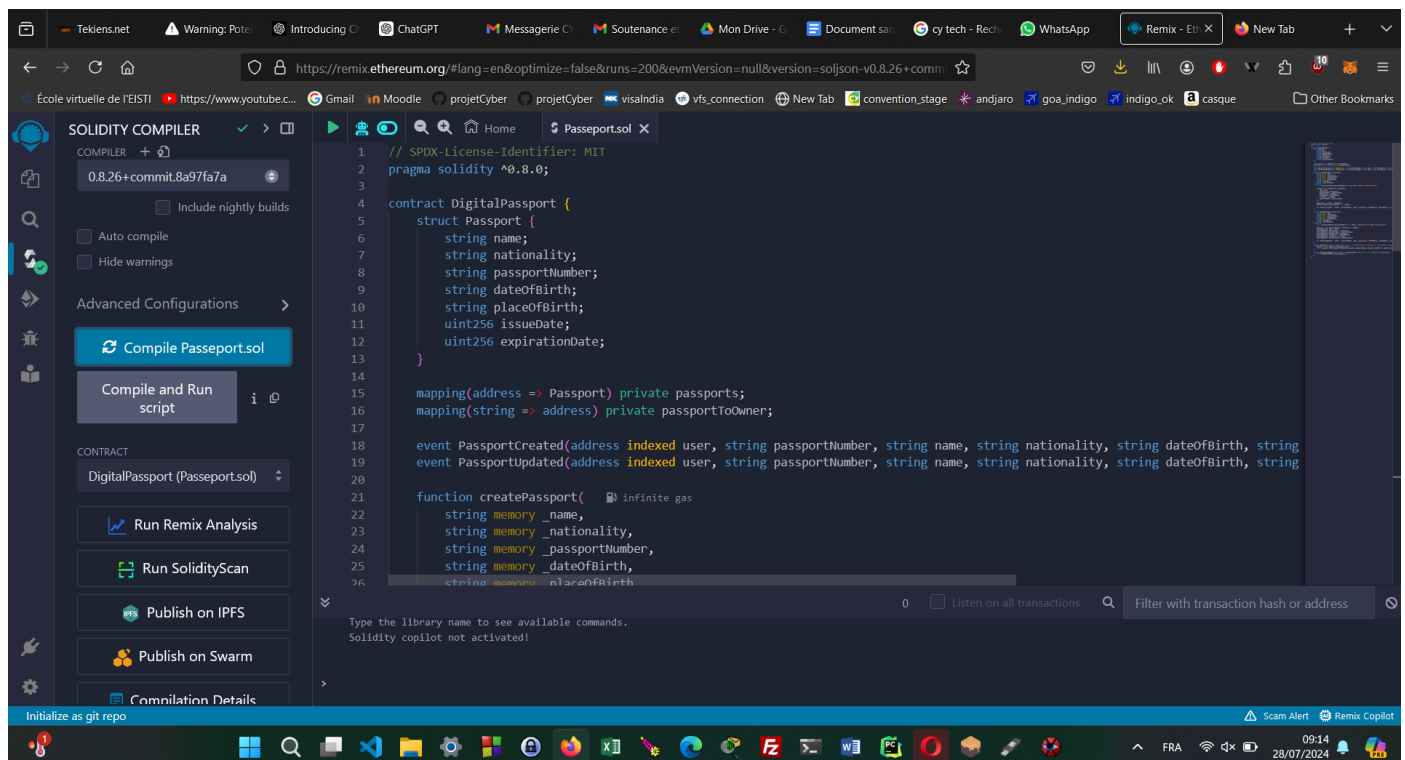 Tekiens.net
Warning: Poter
Introducing C
ChatGPT
Messagerie CY
Soutenance et
Mon Drive - G
Document san
cy tech - Rech
WhatsApp
Remix - Eth
New Tab
https://remix.ethereum.org/#lang=en&optimize=false&runs=200&evmVersion=null&version=soljson-v0.8.26+comm
10
École virtuelle de l'EISTI
https://www.youtube.c...
Gmail
Moodle
projetCyber
projetCyber
visaIndia
vfs_connection
New Tab
convention_stage
andjaro
goa_indigo
indigo_ok
casque
Other Bookmarks
SOLIDITY COMPILER
COMPILER
0.8.26+commit.8a97fa7a
Include nightly builds
Auto compile
Hide warnings
Advanced Configurations
Compile Passeport.sol
Compile and Run
script
CONTRACT
DigitalPassport (Passeport.sol)
Run Remix Analysis
Run SolidityScan
IPFS Publish on IPFS
Publish on Swarm
Compilation Details
Home
Passeport.sol
1 // SPDX-License-Identifier: MIT
2 pragma solidity ^0.8.0;
3
4 contract DigitalPassport {
5 struct Passport {
6 string name;
7 string nationality;
8 string passportNumber;
9 string dateOfBirth;
10 string placeOfBirth;
11 uint256 issueDate;
12 uint256 expirationDate;
13 }
14
15 mapping(address => Passport) private passports;
16 mapping(string => address) private passportToOwner;
17
18 event PassportCreated(address indexed user, string passportNumber, string name, string nationality, string dateOfBirth, string
19 event PassportUpdated(address indexed user, string passportNumber, string name, string nationality, string dateOfBirth, string
20
21 function createPassport( infinite gas
22 string memory _name,
23 string memory _nationality,
24 string memory _passportNumber,
25 string memory _dateOfBirth,
26 string memory _placeOfBirth
0
Listen on all transactions
Filter with transaction hash or address
Type the library name to see available commands.
Solidity copilot not activated!
>
Initialize as git repo
Scam Alert
Remix Copilot
1
FRA
09:14
28/07/2024
PRE